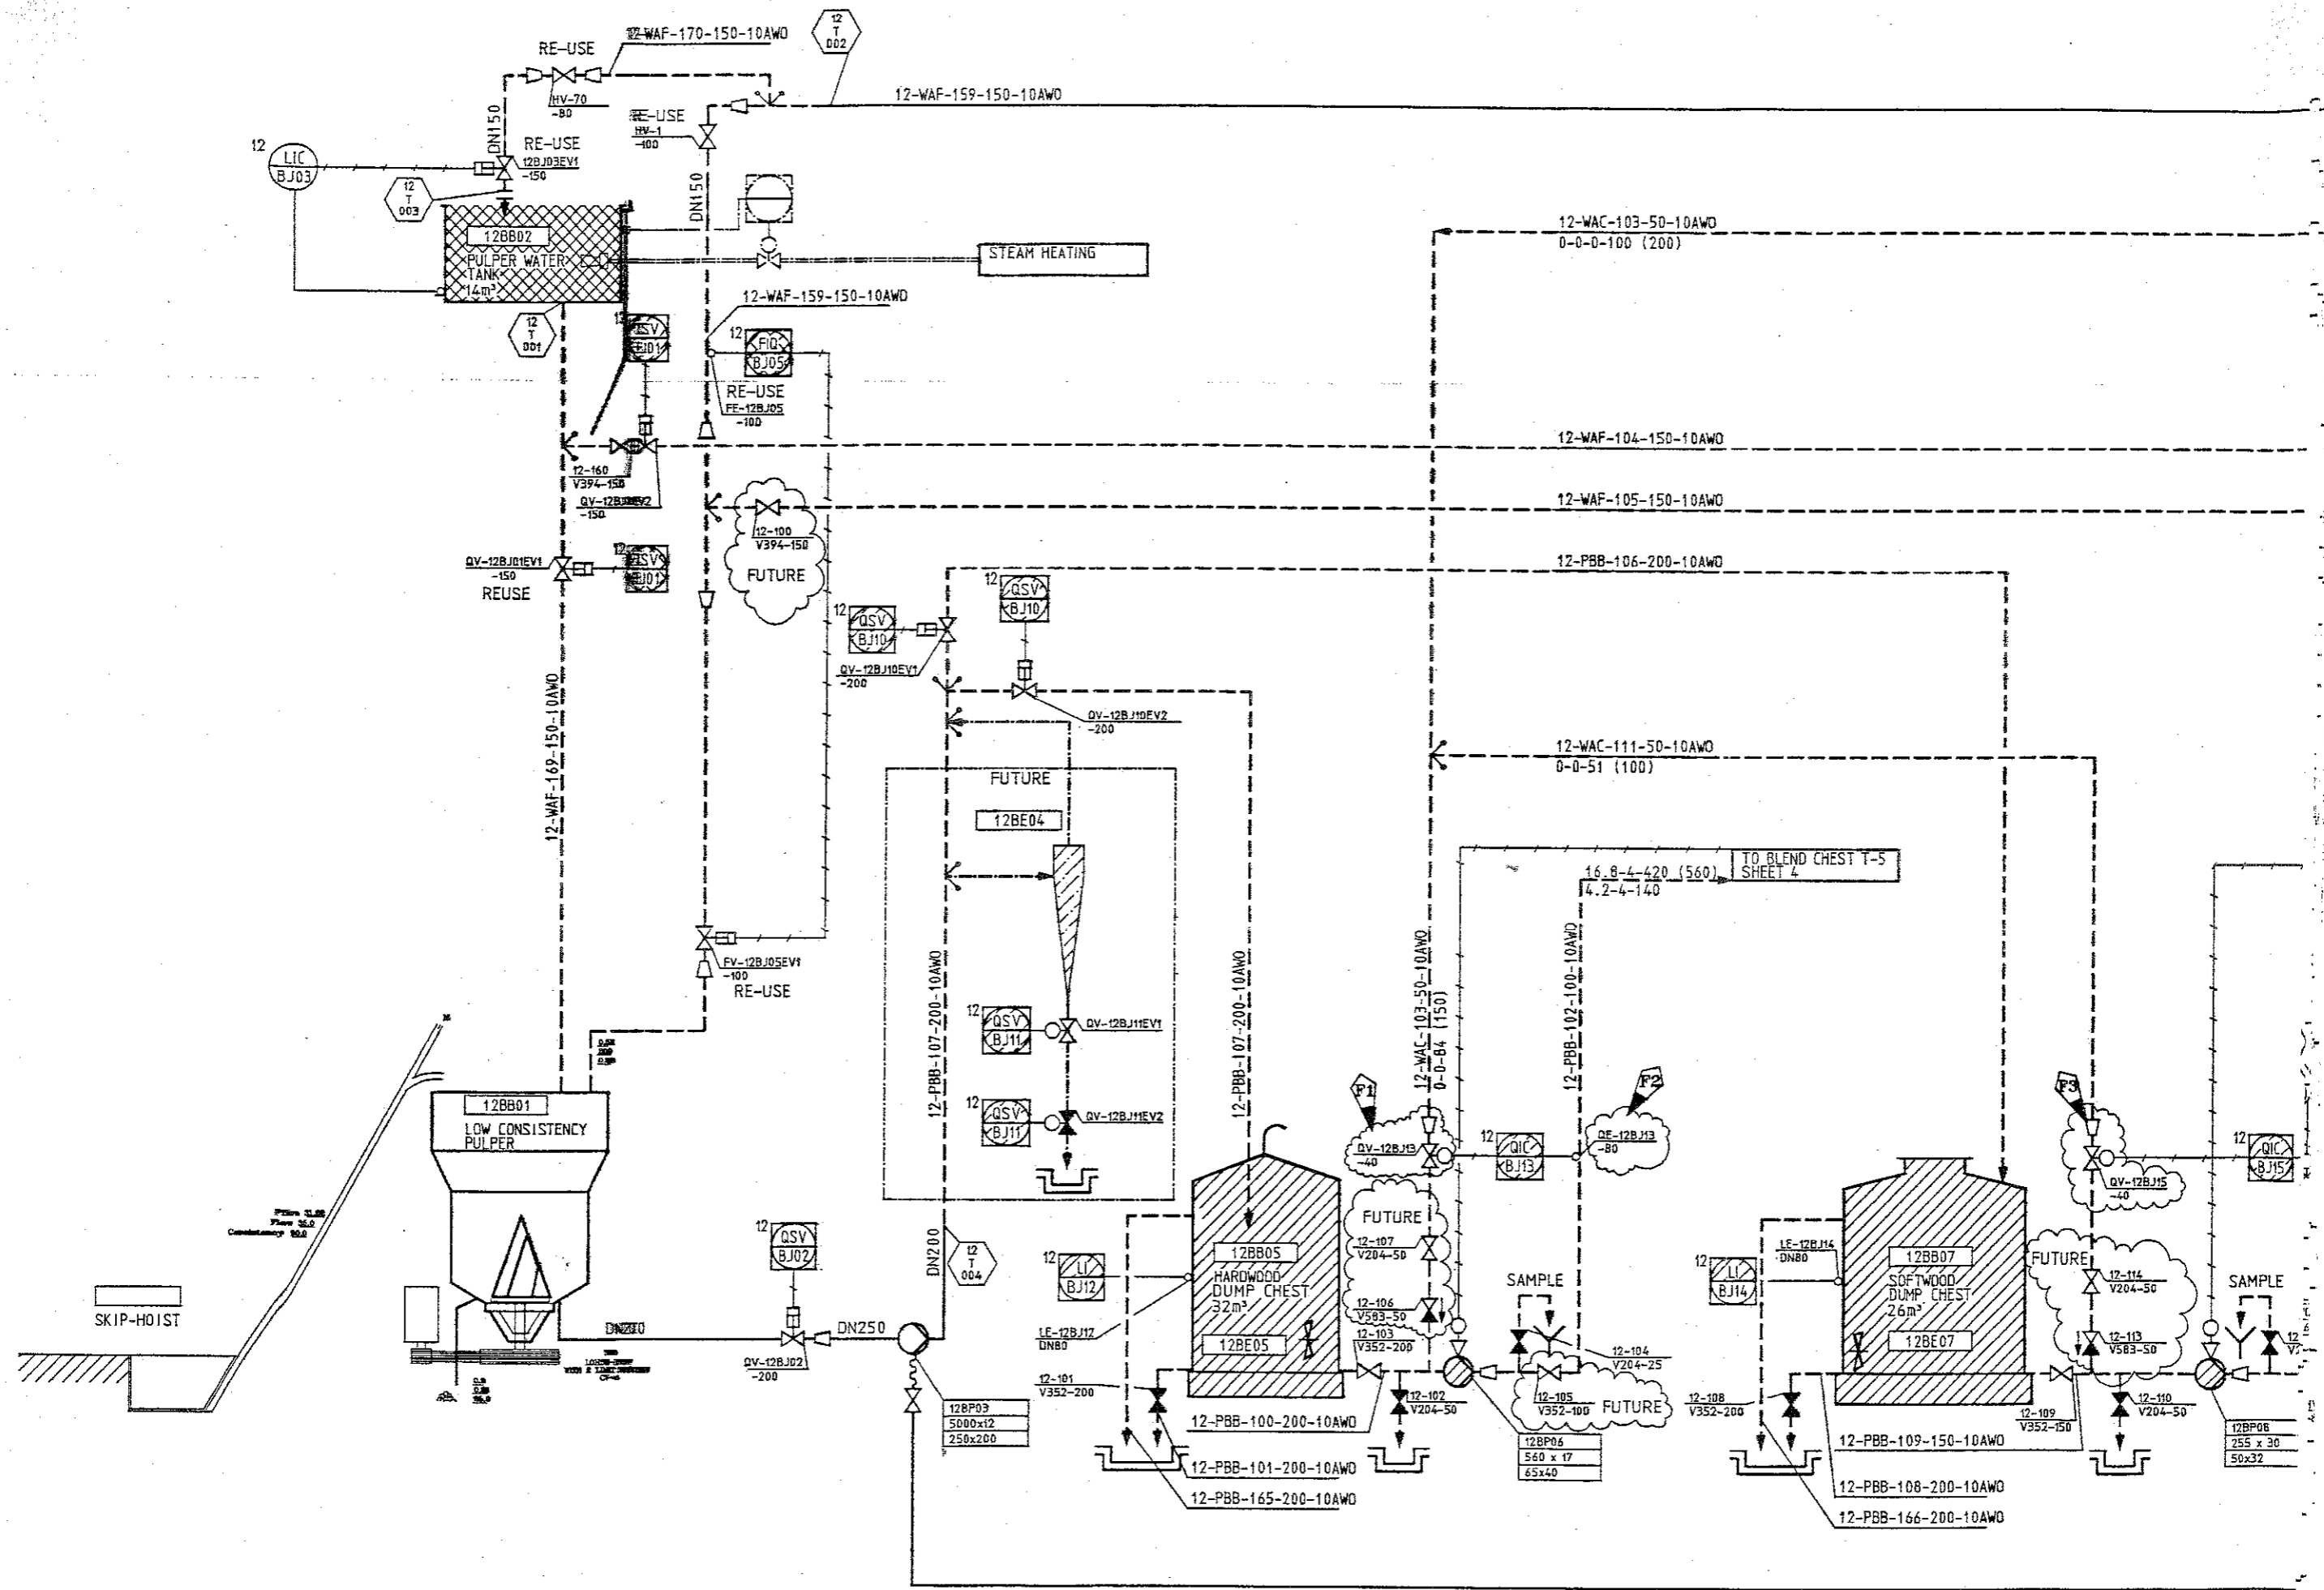 12
T
002
12-WAF-170-150-10AWO
RE-USE
HV-70
-80
12-WAF-159-150-10AWO
DN150
RE-USE
HV-1
-100
12
LIC
BJ03
RE-USE
12BJ03EV1
-150
12
T
003
DN150
12BB02
PULPER WATER
TANK
14m³
STEAM HEATING
12-WAC-103-50-10AWO
0-0-0-100 (200)
12
T
001
12-WAF-159-150-10AWO
12
FIQ
BJ05
RE-USE
FE-12BJ05
-100
12-160
V394-150
-150
12-WAF-104-150-10AWO
12-WAF-105-150-10AWO
12-100
V394-150
FUTURE
QV-12BJ01EV1
-150
REUSE
12
QSV
BJ01
12-PBB-106-200-10AWO
12
QSV
BJ10
12
QSV
BJ10
QV-12BJ10EV1
-200
QV-12BJ10EV2
-200
12-WAF-169-150-10AWO
12-WAC-111-50-10AWO
0-0-51 (100)
FUTURE
12BE04
TO BLEND CHEST T-5
SHEET 4
16.8-4-420 (560)
4.2-4-140
FV-12BJ05EV1
-100
RE-USE
12-PBB-107-200-10AWO
12-PBB-107-200-10AWO
12-WAC-103-50-10AWO
0-0-84 (150)
12-PBB-102-100-10AWO
12
QSV
BJ11
QV-12BJ11EV1
12
QSV
BJ11
QV-12BJ11EV2
12BB01
LOW CONSISTENCY
PULPER
F1
F2
F3
QV-12BJ13
-40
12
QIC
BJ13
QE-12BJ13
-80
12
QIC
BJ15
QV-12BJ15
-40
SKIP-HOIST
12
QSV
BJ02
QV-12BJ02
-200
DN250
DN200
12
T
004
12BP03
5000x12
250x200
12
LI
BJ12
LE-12BJ12
DN80
12BB05
HARDWOOD
DUMP CHEST
32m³
12BE05
FUTURE
12-107
V204-50
12-106
V583-50
12-103
V352-200
SAMPLE
12-104
V204-25
12-105
V352-100
FUTURE
12-101
V352-200
12-102
V204-50
12-PBB-100-200-10AWO
12-PBB-101-200-10AWO
12-PBB-165-200-10AWO
12BP06
560 x 17
65x40
12
LI
BJ14
LE-12BJ14
DN80
12BB07
SOFTWOOD
DUMP CHEST
26m³
12BE07
FUTURE
12-114
V204-50
12-113
V583-50
SAMPLE
12-108
V352-200
12-109
V352-150
12-110
V204-50
12-PBB-109-150-10AWO
12-PBB-108-200-10AWO
12-PBB-166-200-10AWO
12BP08
255 x 30
50x32